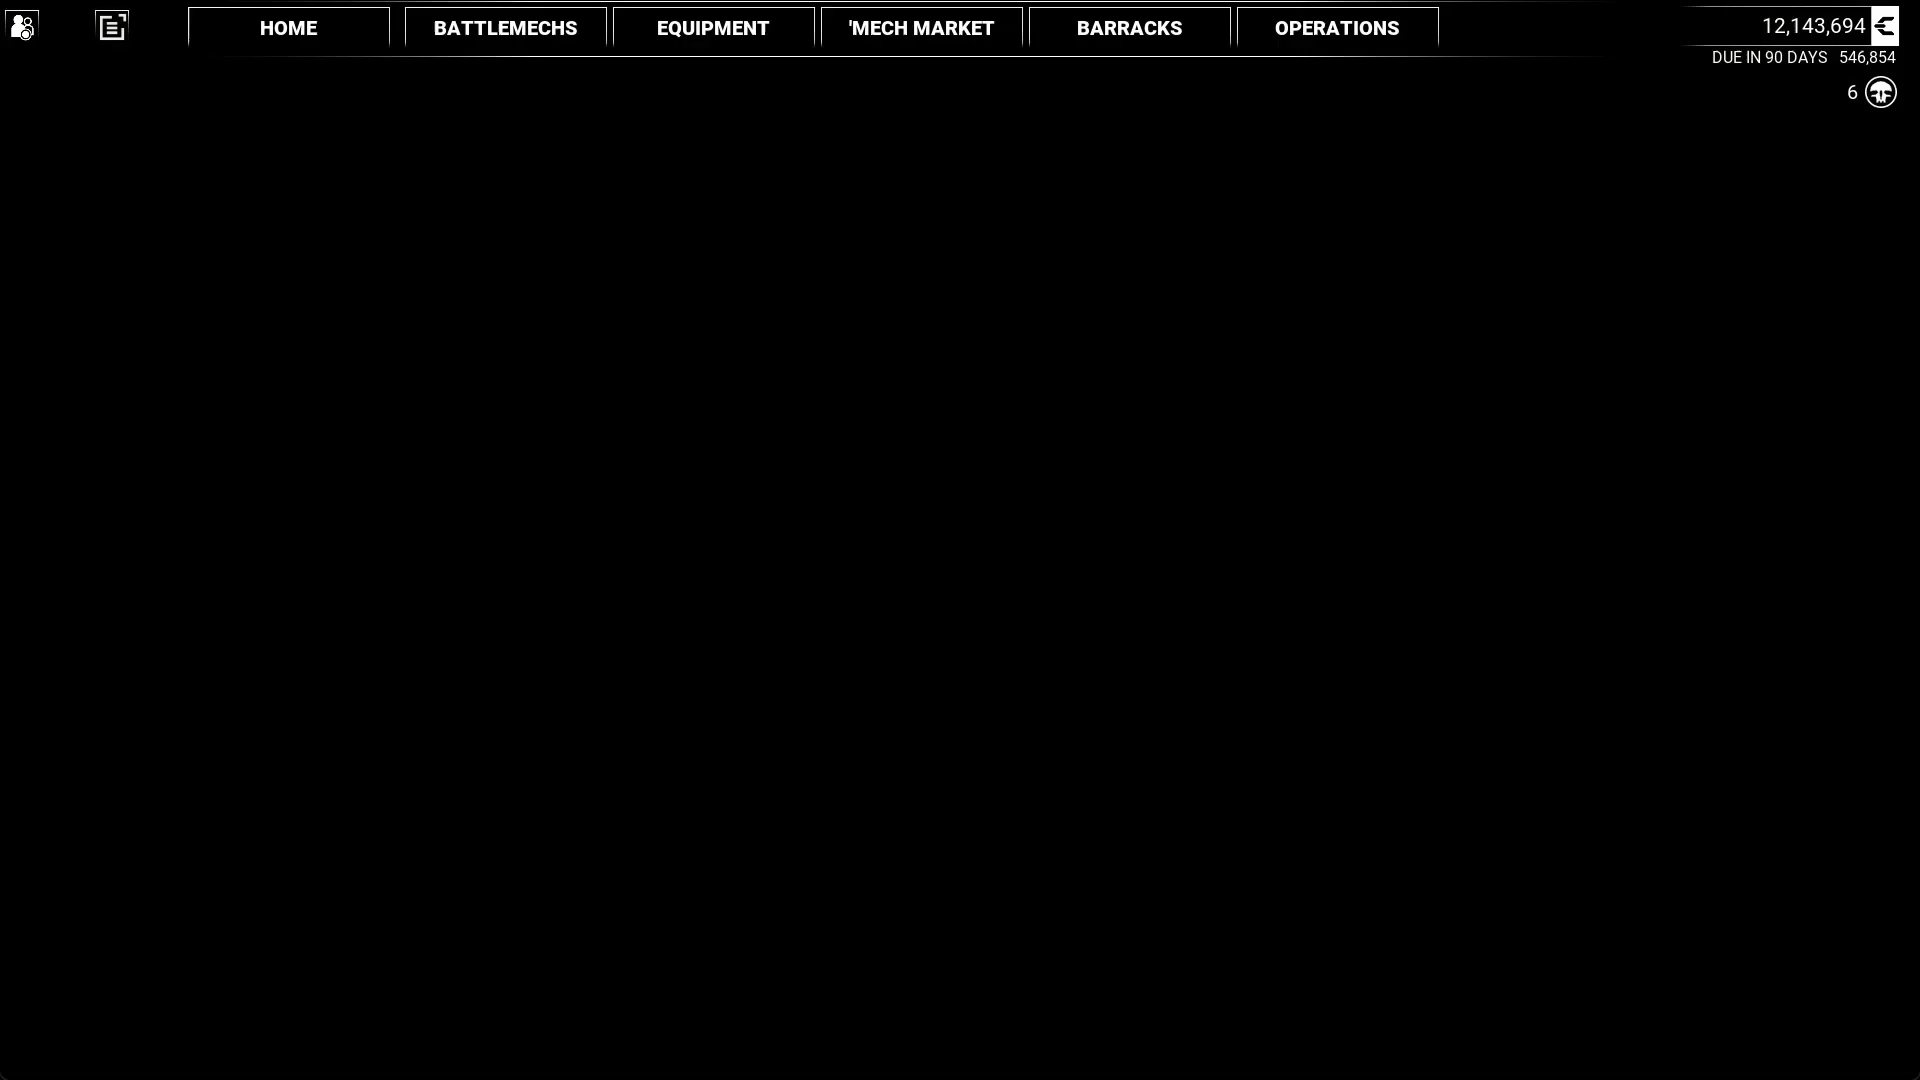 HOME
BATTLEMECHS
EQUIPMENT
'MECH MARKET
BARRACKS
OPERATIONS
12,143,694
DUE IN 90 DAYS 546,854
6